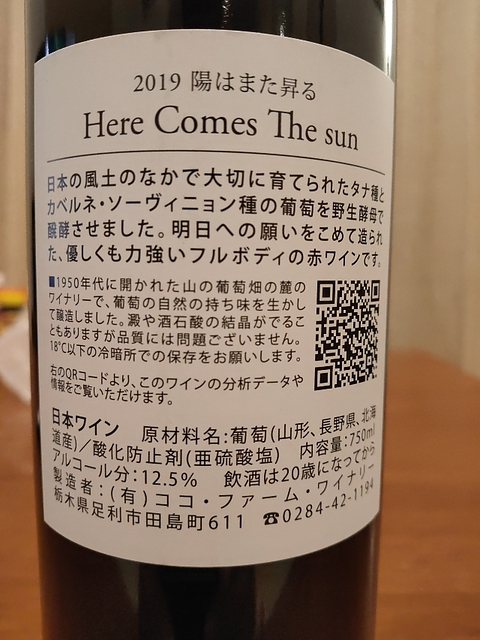 2019 陽はまた昇る
Here Comes The sun
日本の風土のなかで大切に育てられたタナ種と
カベルネ・ソーヴィニョン種の葡萄を野生酵母で
醗酵させました。明日への願いをこめて造られ
た、優しくも力強いフルボディの赤ワインです。
■1950年代に開かれた山の葡萄畑の麓の
ワイナリーで、葡萄の自然の持ち味を生かし
て醸造しました。澱や酒石酸の結晶がでるこ
ともありますが品質には問題ございません。
18℃以下の冷暗所での保存をお願いします。
右のQRコードより、このワインの分析データや
情報をご覧いただけます。
日本ワイン 原材料名:葡萄(山形、長野県、北海
道産)/酸化防止剤(亜硫酸塩) 内容量:750ml
アルコール分:12.5% 飲酒は20歳になってから
製造者:(有)ココ・ファーム・ワイナリー
栃木県足利市田島町611 ☎0284-42-1194